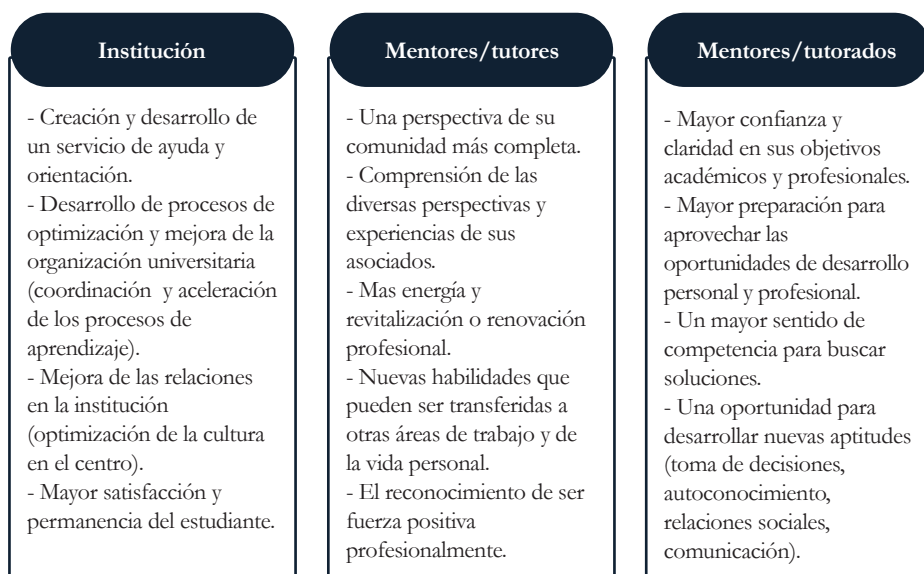 Institución
- Creación y desarrollo de
un servicio de ayuda y
orientación.
- Desarrollo de procesos de
optimización y mejora de la
organización universitaria
(coordinación y aceleración
de los procesos de
aprendizaje).
- Mejora de las relaciones
en la institución
(optimización de la cultura
en el centro).
- Mayor satisfacción y
permanencia del estudiante.
Mentores/tutores
- Una perspectiva de su
comunidad más completa.
- Comprensión de las
diversas perspectivas y
experiencias de sus
asociados.
- Mas energía y
revitalización o renovación
profesional.
- Nuevas habilidades que
pueden ser transferidas a
otras áreas de trabajo y de
la vida personal.
- El reconocimiento de ser
fuerza positiva
profesionalmente.
Mentores/tutorados
- Mayor confianza y
claridad en sus objetivos
académicos y profesionales.
- Mayor preparación para
aprovechar las
oportunidades de desarrollo
personal y profesional.
- Un mayor sentido de
competencia para buscar
soluciones.
- Una oportunidad para
desarrollar nuevas aptitudes
(toma de decisiones,
autoconocimiento,
relaciones sociales,
comunicación).